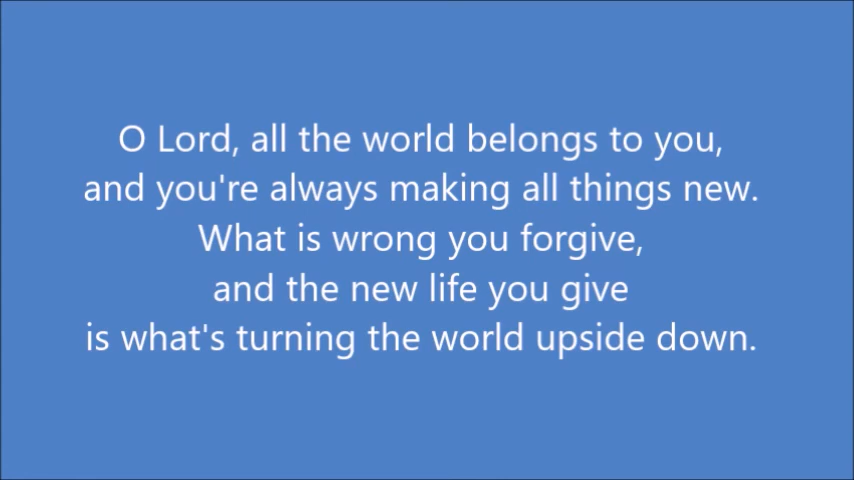 O Lord, all the world belongs to you,
and you're always making all things new.
What is wrong you forgive,
and the new life you give
is what's turning the world upside down.